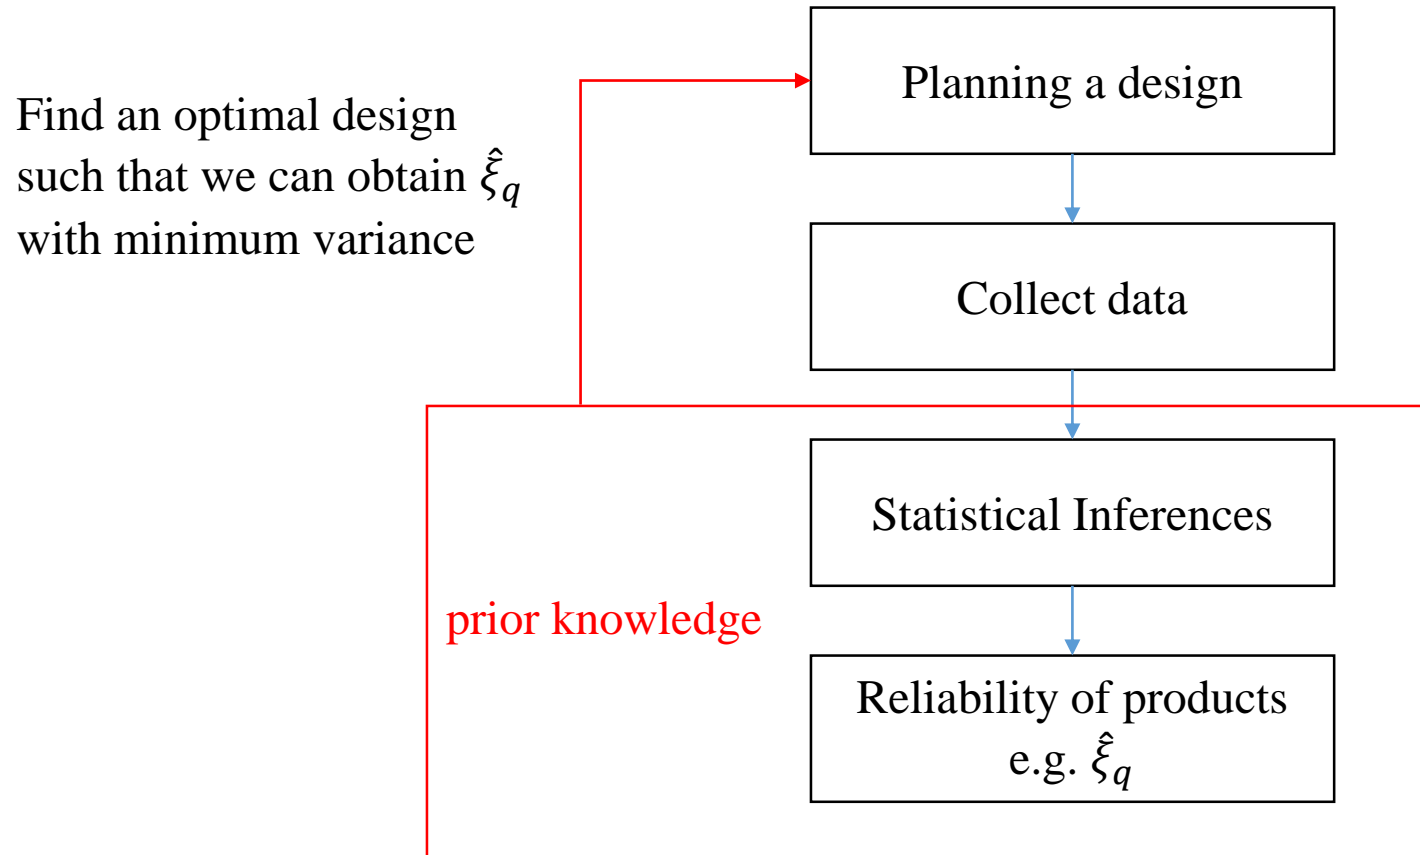 Planning a design
Find an optimal design
such that we can obtain ξ̂_q
with minimum variance
Collect data
Statistical Inferences
prior knowledge
Reliability of products
e.g. ξ̂_q